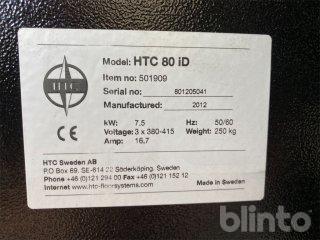 HTC
Model: HTC 80 iD
Item no: 501909
Serial no: 801205041
Manufactured: 2012
kW: 7.5 Hz: 50/60
Voltage: 3 x 380-415 Weight: 250 kg
Amp: 16,7
HTC Sweden AB
P.O Box 69, SE-614 22 Söderköping, Sweden
Phone +46(0)121 294 00 Fax +46(0)121 152 12
Internet www.htc-floorsystems.com
CE
blinto